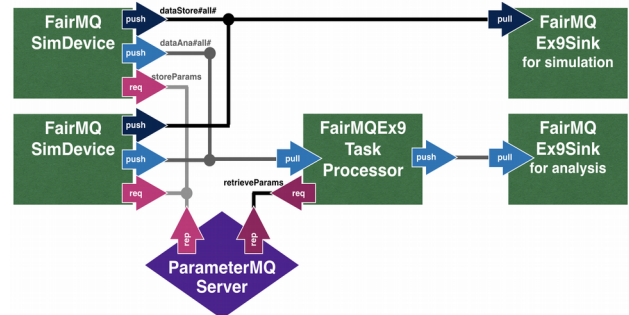 FairMQ
SimDevice
push
dataStore#all#
push
dataAna#all#
req
storeParams
pull
FairMQ
Ex9Sink
for simulation
FairMQ
SimDevice
push
push
req
pull
FairMQEx9
Task
Processor
push
pull
FairMQ
Ex9Sink
for analysis
retrieveParams
req
rep
rep
ParameterMQ
Server